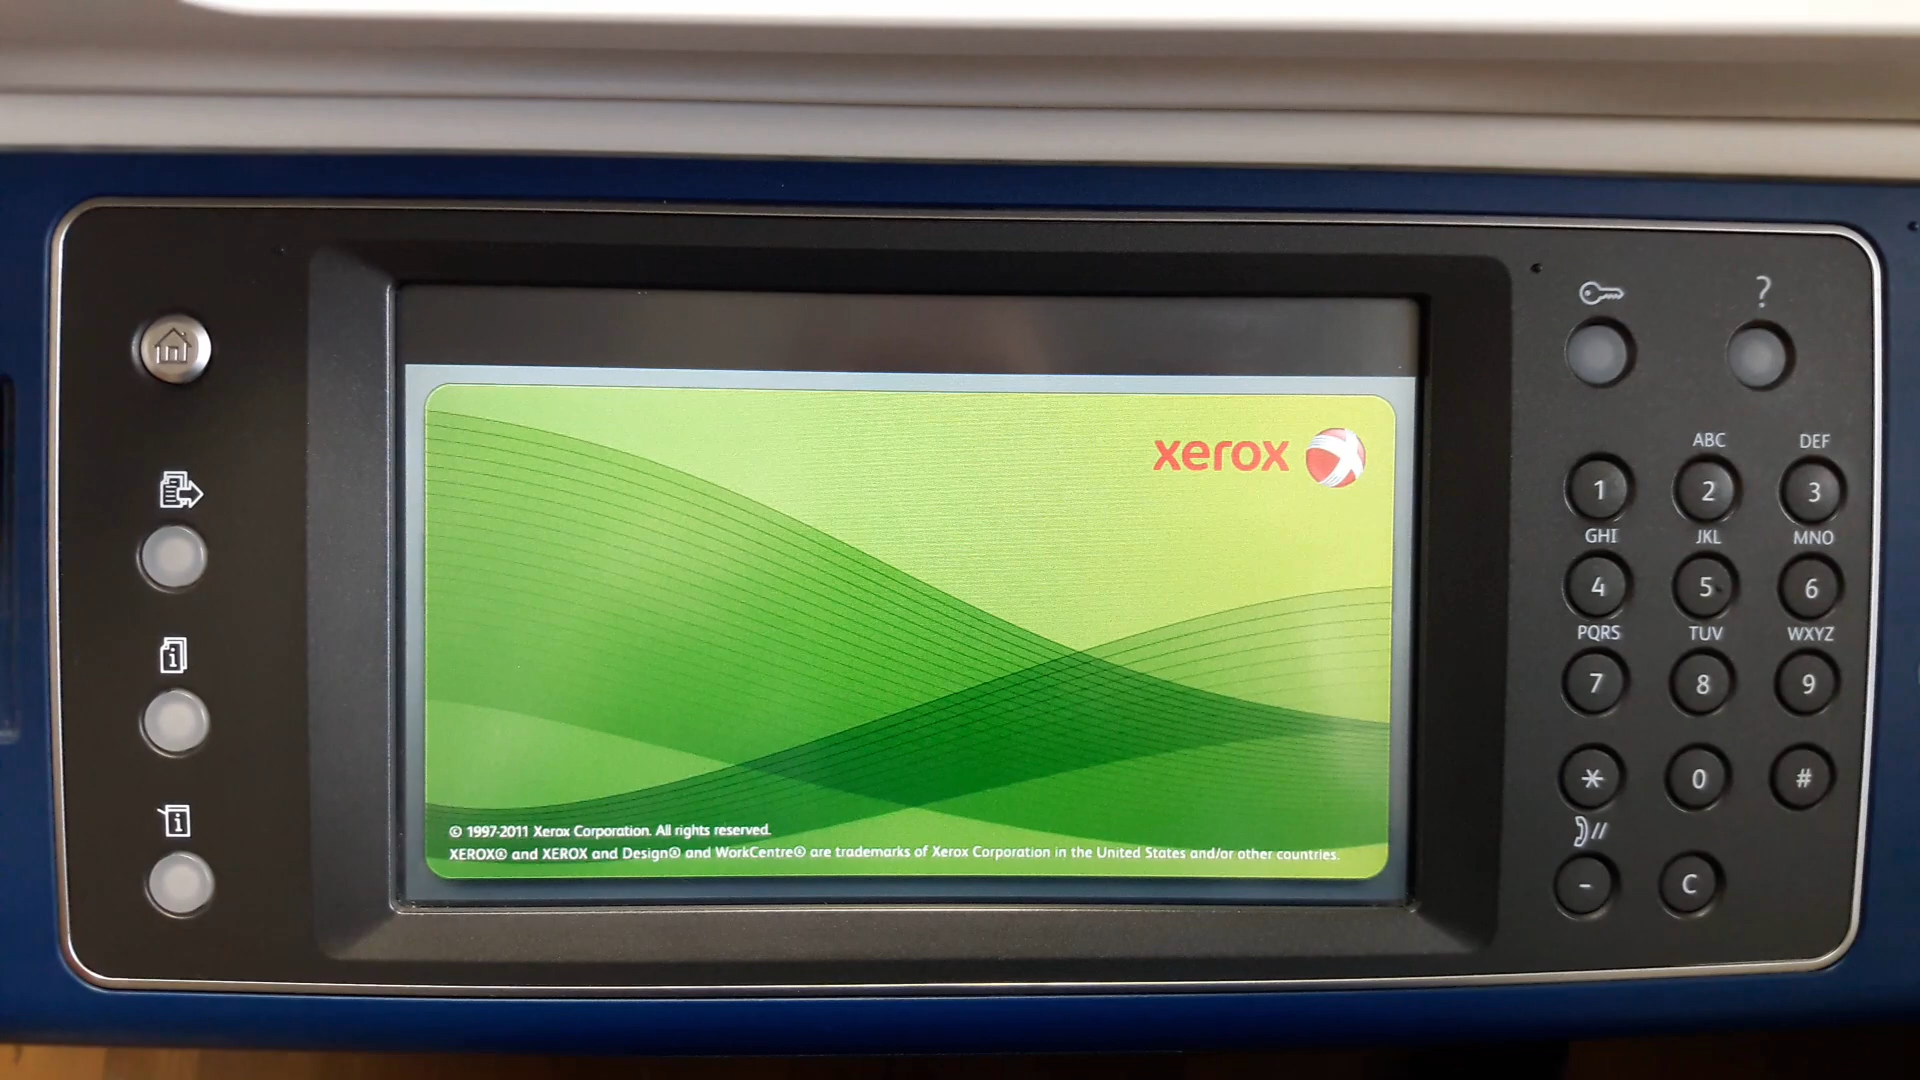 ?
xerox
ABC DEF
1 2 3
GHI JKL MNO
4 5 6
PQRS TUV WXYZ
7 8 9
* 0 #
- C
© 1997-2011 Xerox Corporation. All rights reserved.
XEROX® and XEROX and Design® and WorkCentre® are trademarks of Xerox Corporation in the United States and/or other countries.